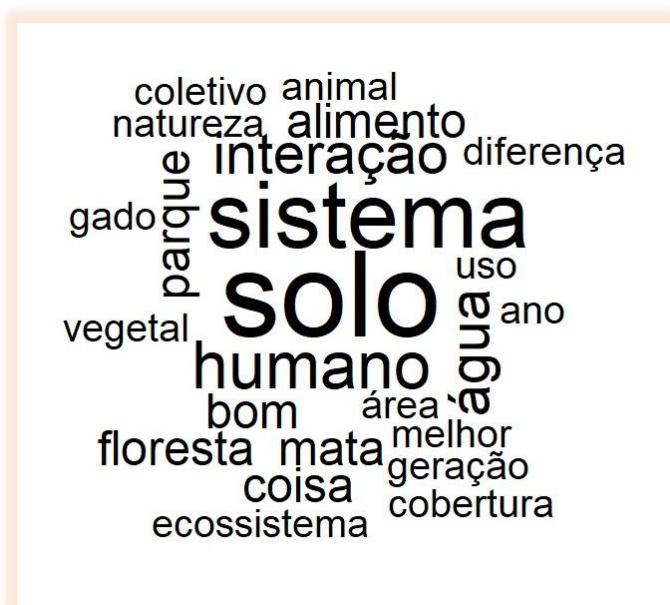 coletivo animal
natureza alimento
interação diferença
parque
gado
sistema
solo
uso
ano
água
vegetal
humano
bom área
melhor
floresta mata
geração
coisa
cobertura
ecossistema